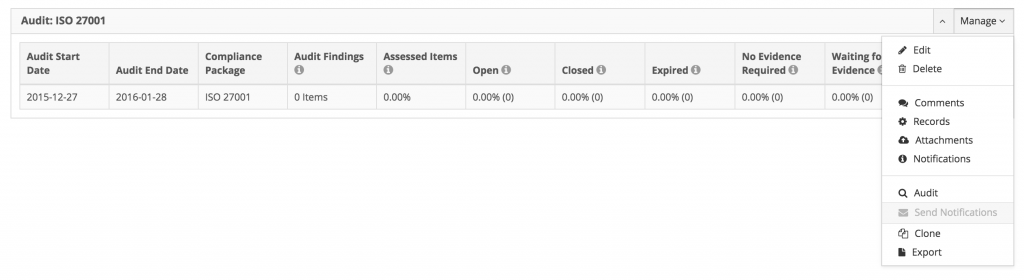 Audit: ISO 27001
Manage
Audit Start Date
Audit End Date
Compliance Package
Audit Findings
Assessed Items
Open
Closed
Expired
No Evidence Required
Waiting fo
Evidence
2015-12-27
2016-01-28
ISO 27001
0 Items
0.00%
0.00% (0)
0.00% (0)
0.00% (0)
0.00% (0)
0.00% (0)
Edit
Delete
Comments
Records
Attachments
Notifications
Audit
Send Notifications
Clone
Export